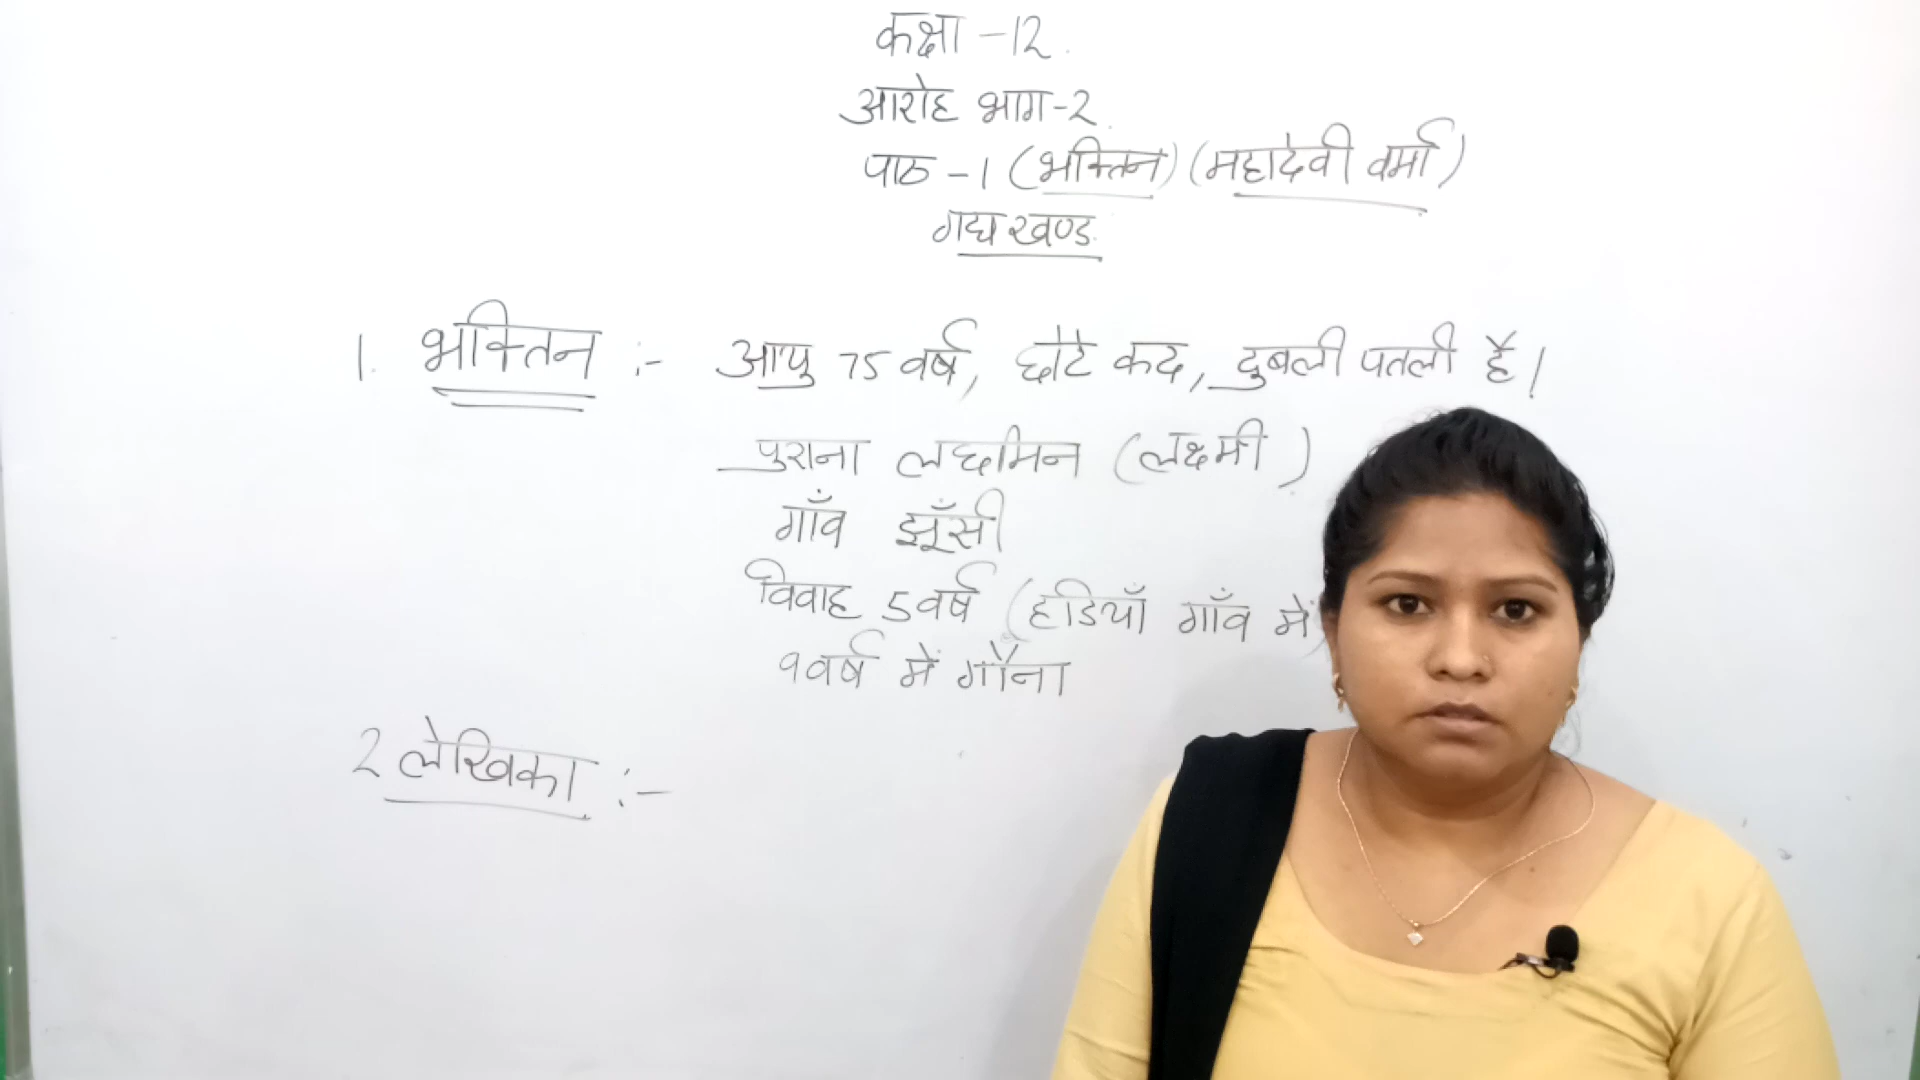 कक्षा -12.
आरोह भाग-2.
पाठ -1 (भक्तिन) (महादेवी वर्मा)
गद्य खण्ड.
1. भक्तिन :- आयु 75 वर्ष, छोटे कद, दुबली पतली है।
पुराना लछमिन (लक्ष्मी)
गाँव झूँसी
विवाह 5 वर्ष (हडियाँ गाँव में)
9 वर्ष में गौना
2 लेखिका :-